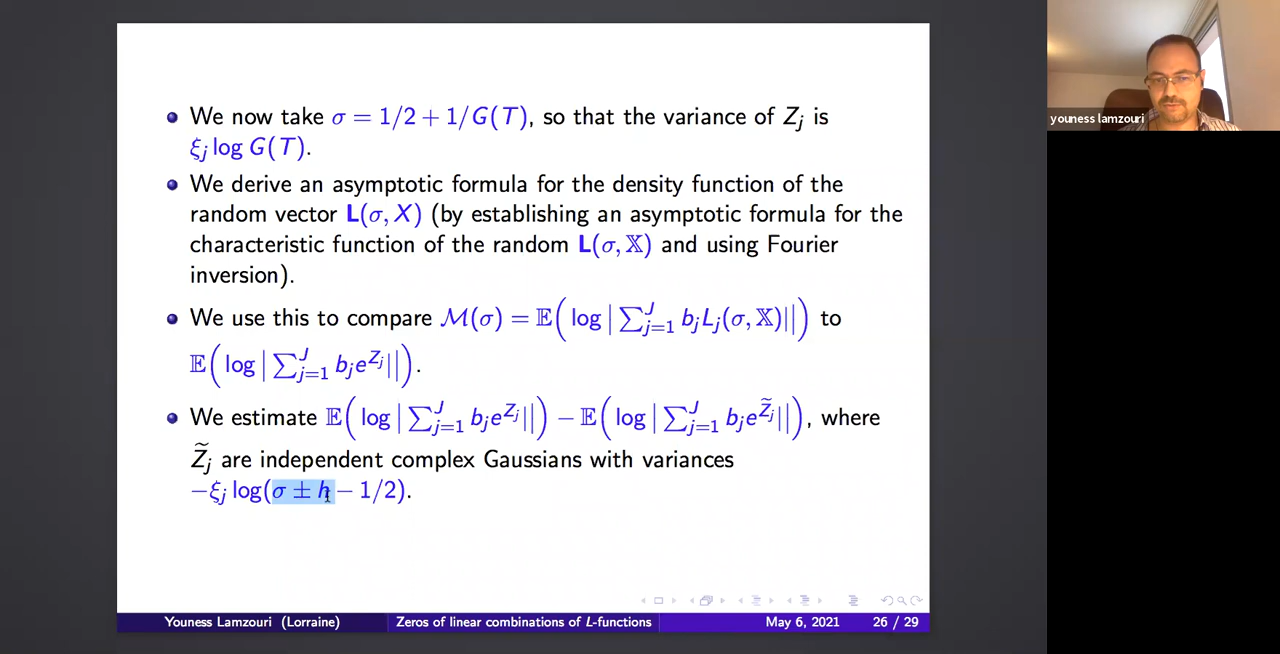 We now take σ = 1/2 + 1/G(T), so that the variance of Z_j is
ξ_j log G(T).
We derive an asymptotic formula for the density function of the
random vector L(σ, X) (by establishing an asymptotic formula for the
characteristic function of the random L(σ, 𝕏) and using Fourier
inversion).
We use this to compare ℳ(σ) = 𝔼(log |∑_{j=1}^J b_j L_j(σ, 𝕏)||) to
𝔼(log |∑_{j=1}^J b_j e^{Z_j}||).
We estimate 𝔼(log |∑_{j=1}^J b_j e^{Z_j}||) − 𝔼(log |∑_{j=1}^J b_j e^{Z̃_j}||), where
Z̃_j are independent complex Gaussians with variances
−ξ_j log(σ ± h − 1/2).
Youness Lamzouri (Lorraine) Zeros of linear combinations of L-functions May 6, 2021 26 / 29
youness lamzouri